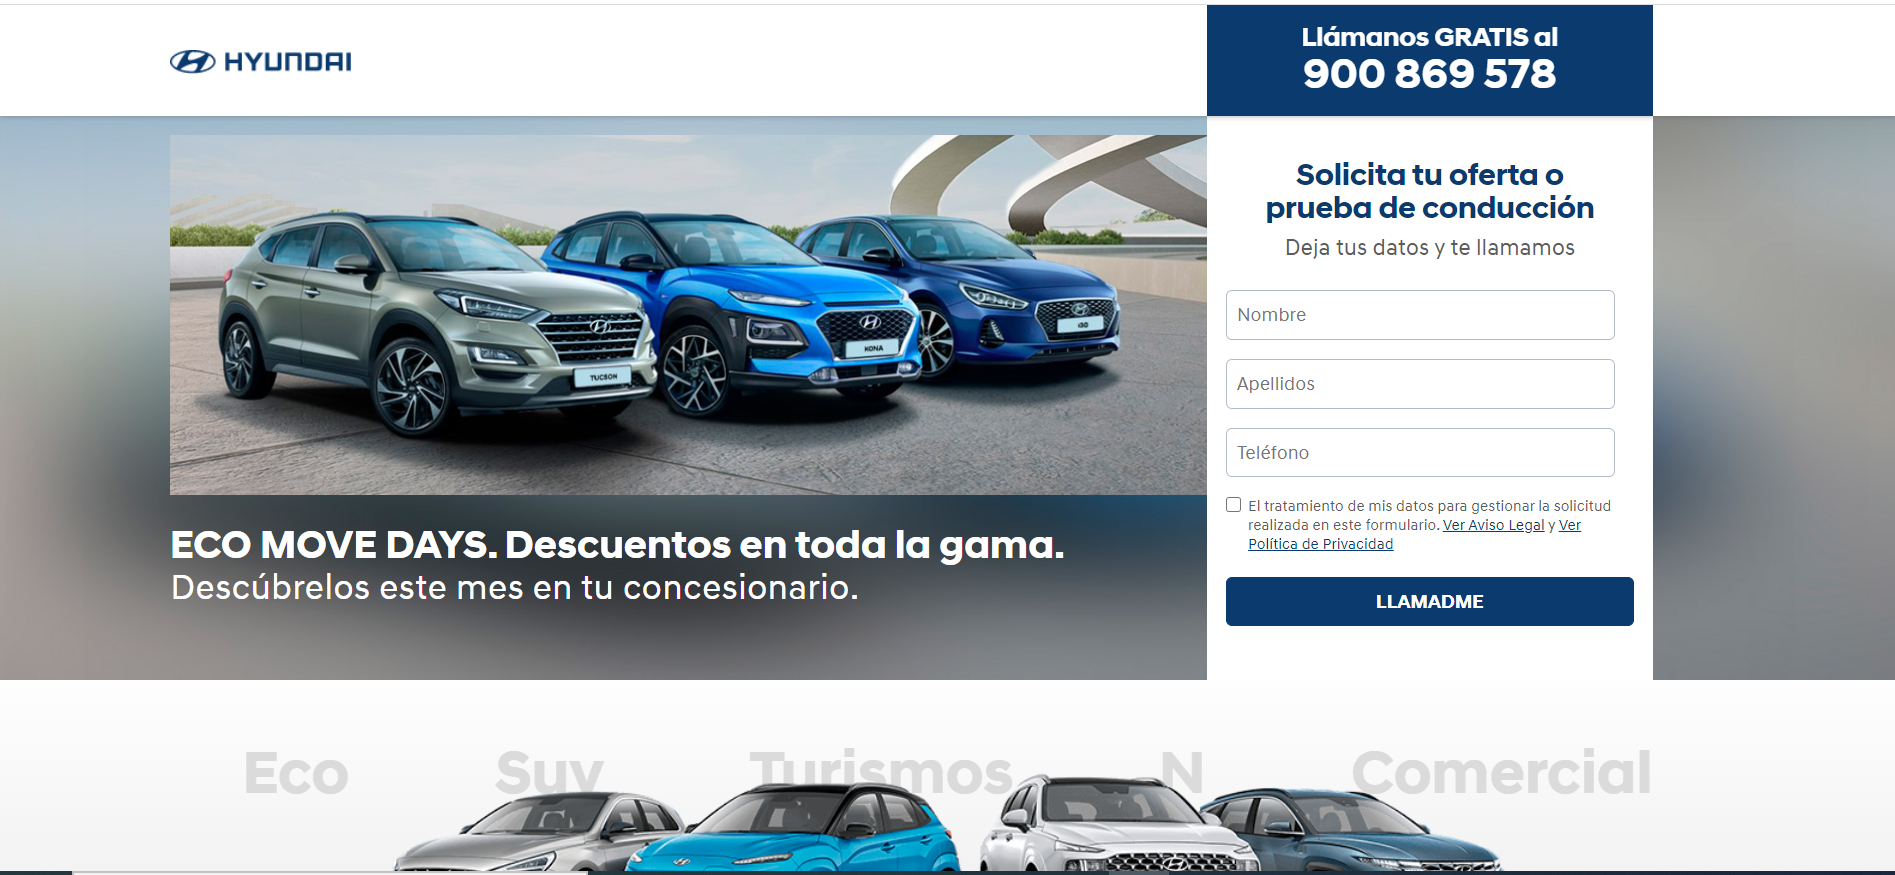 HYUNDAI
Llámanos GRATIS al
900 869 578
TUCSON
KONA
i30
ECO MOVE DAYS. Descuentos en toda la gama.
Descúbrelos este mes en tu concesionario.
Solicita tu oferta o
prueba de conducción
Deja tus datos y te llamamos
Nombre
Apellidos
Teléfono
El tratamiento de mis datos para gestionar la solicitud
realizada en este formulario. Ver Aviso Legal y Ver
Política de Privacidad
LLAMADME
Eco Suv Turismos N Comercial